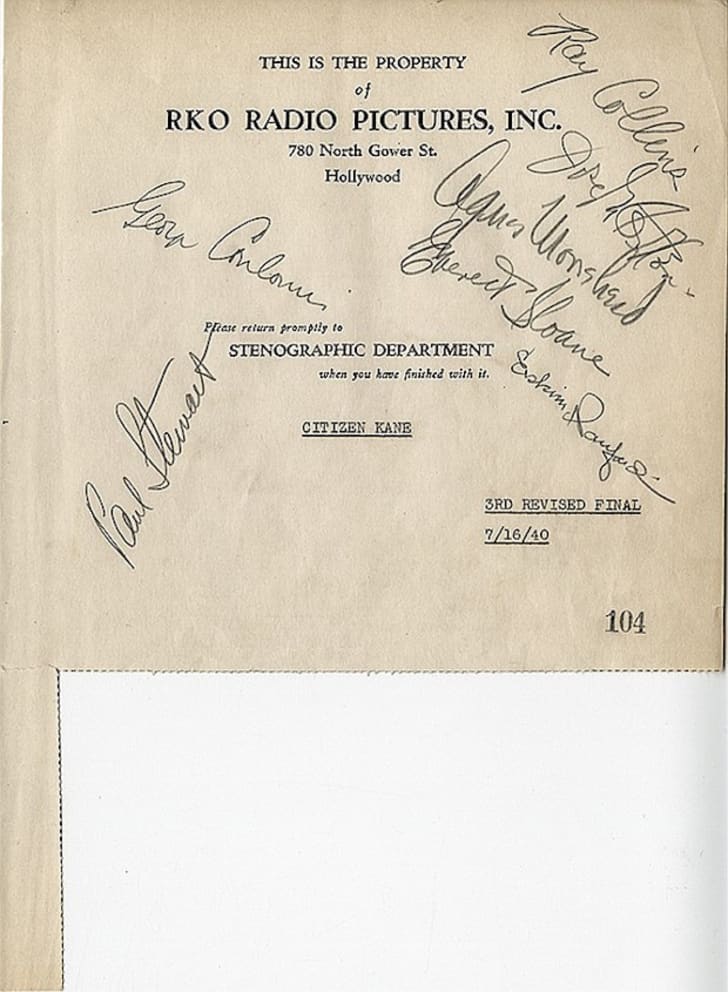 THIS IS THE PROPERTY
of
RKO RADIO PICTURES, INC.
780 North Gower St.
Hollywood
Ray Collins
Joseph Cotten
Agnes Moorehead
Everett Sloane
Erskine Sanford
George Coulouris
Please return promptly to
STENOGRAPHIC DEPARTMENT
when you have finished with it.
Paul Stewart
CITIZEN KANE
3RD REVISED FINAL
7/16/40
104